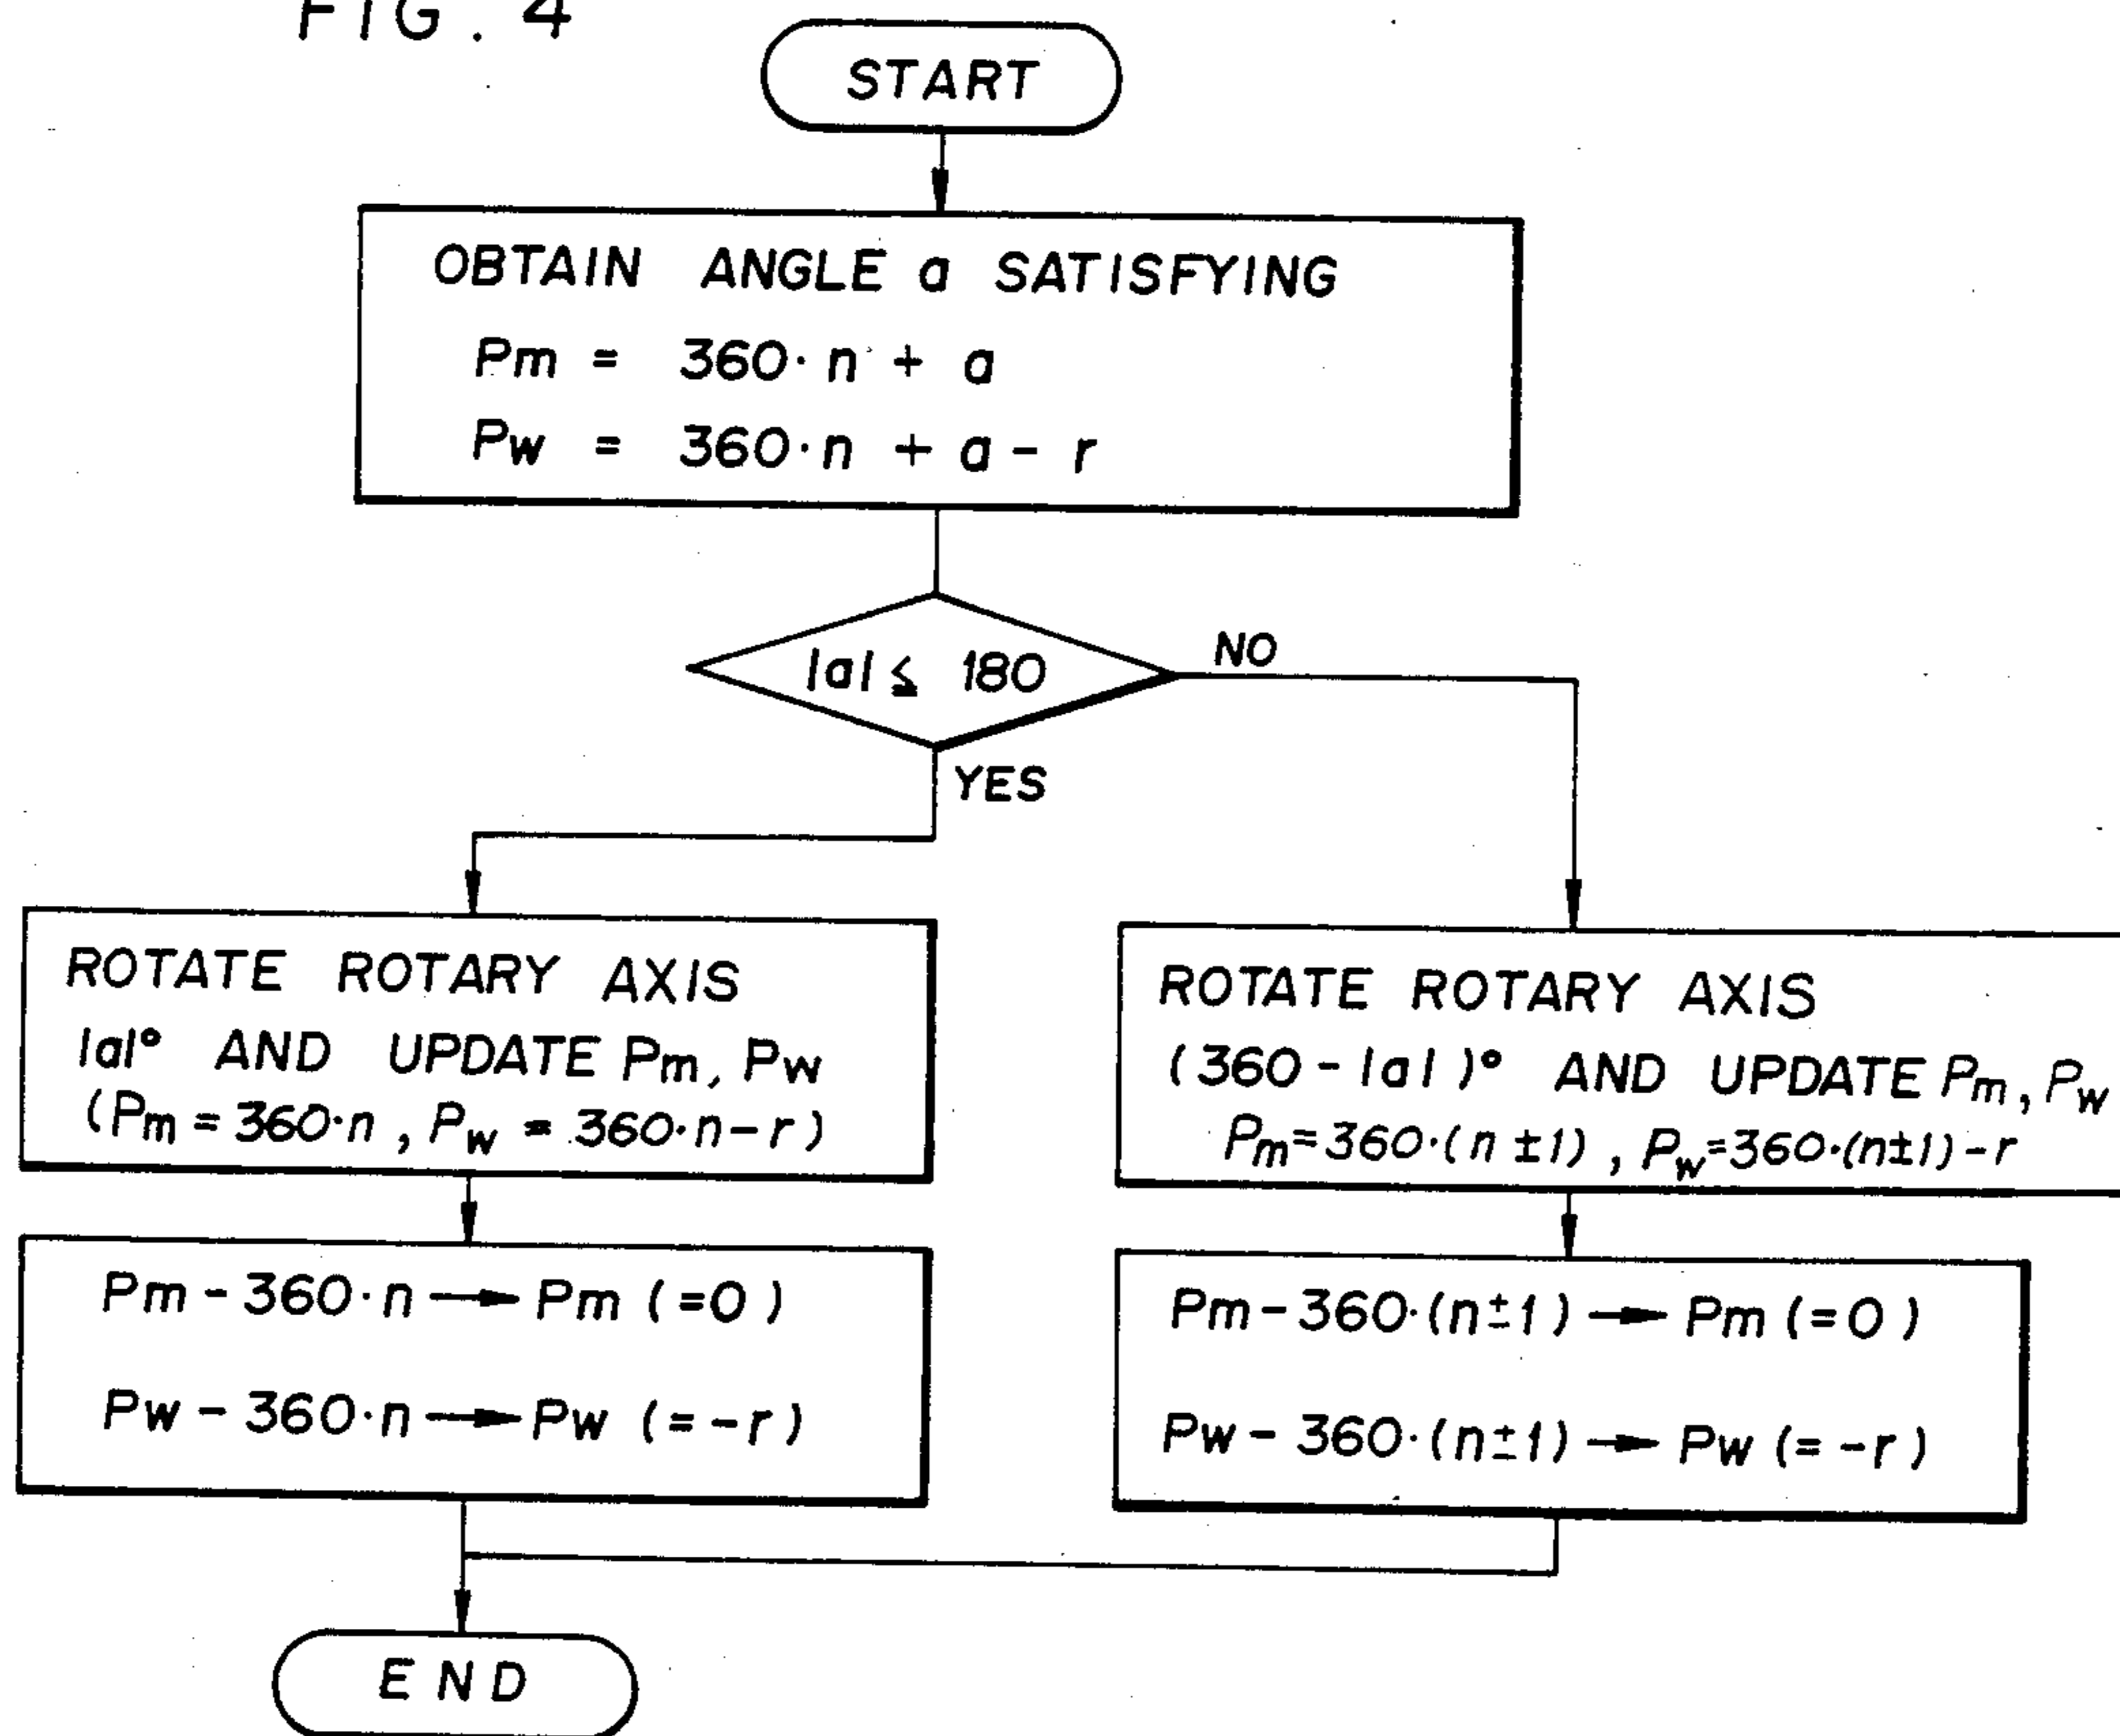 FIG. 4
START
OBTAIN ANGLE a SATISFYING
Pm = 360·n + a
Pw = 360·n + a - r
|a| ≦ 180
NO
YES
ROTATE ROTARY AXIS
|a|° AND UPDATE Pm, Pw
(Pm = 360·n, Pw = 360·n-r)
ROTATE ROTARY AXIS
(360-|a|)° AND UPDATE Pm, Pw
Pm=360·(n±1), Pw=360·(n±1)-r
Pm-360·n→Pm (=0)
Pw-360·n→Pw (=-r)
Pm-360·(n±1)→Pm (=0)
Pw-360·(n±1)→Pw (=-r)
END